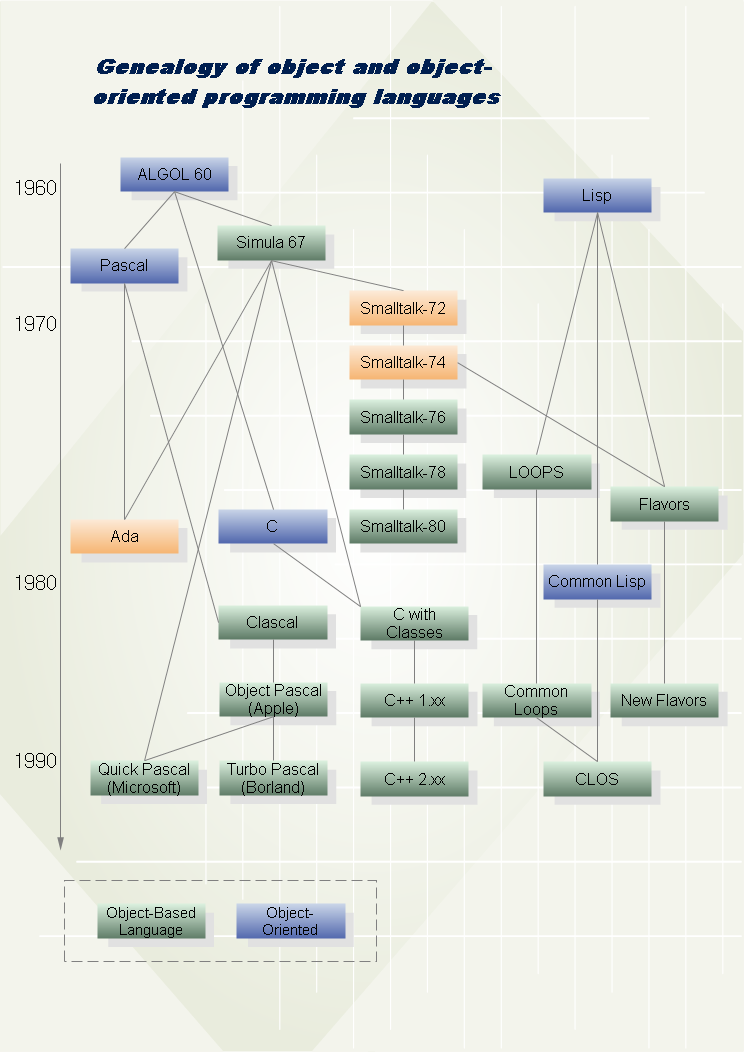 Genealogy of object and object-
oriented programming languages
1960
ALGOL 60
Lisp
Simula 67
Pascal
1970
Smalltalk-72
Smalltalk-74
Smalltalk-76
Smalltalk-78
LOOPS
Flavors
Ada
C
Smalltalk-80
1980
Common Lisp
Clascal
C with
Classes
Object Pascal
(Apple)
C++ 1.xx
Common
Loops
New Flavors
1990
Quick Pascal
(Microsoft)
Turbo Pascal
(Borland)
C++ 2.xx
CLOS
Object-Based
Language
Object-
Oriented